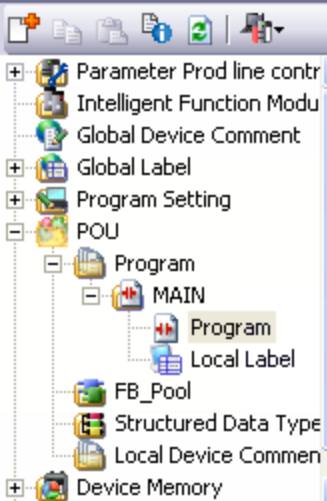 Parameter Prod line contr
Intelligent Function Modu
Global Device Comment
Global Label
Program Setting
POU
Program
MAIN
Program
Local Label
FB_Pool
Structured Data Type
Local Device Commen
Device Memory